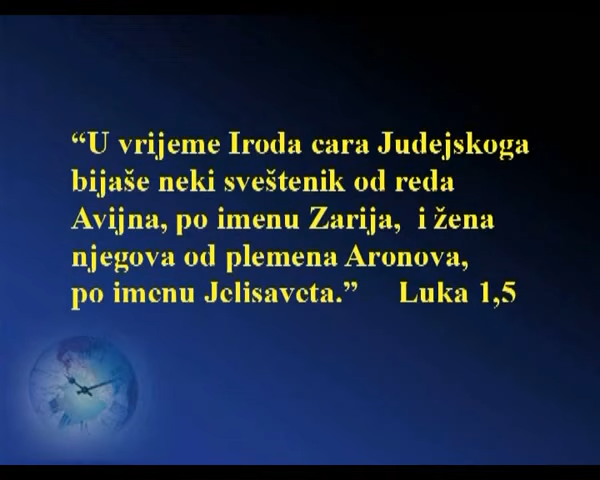 “U vrijeme Iroda cara Judejskoga
bijaše neki sveštenik od reda
Avijna, po imenu Zarija, i žena
njegova od plemena Aronova,
po imenu Jelisaveta.” Luka 1,5